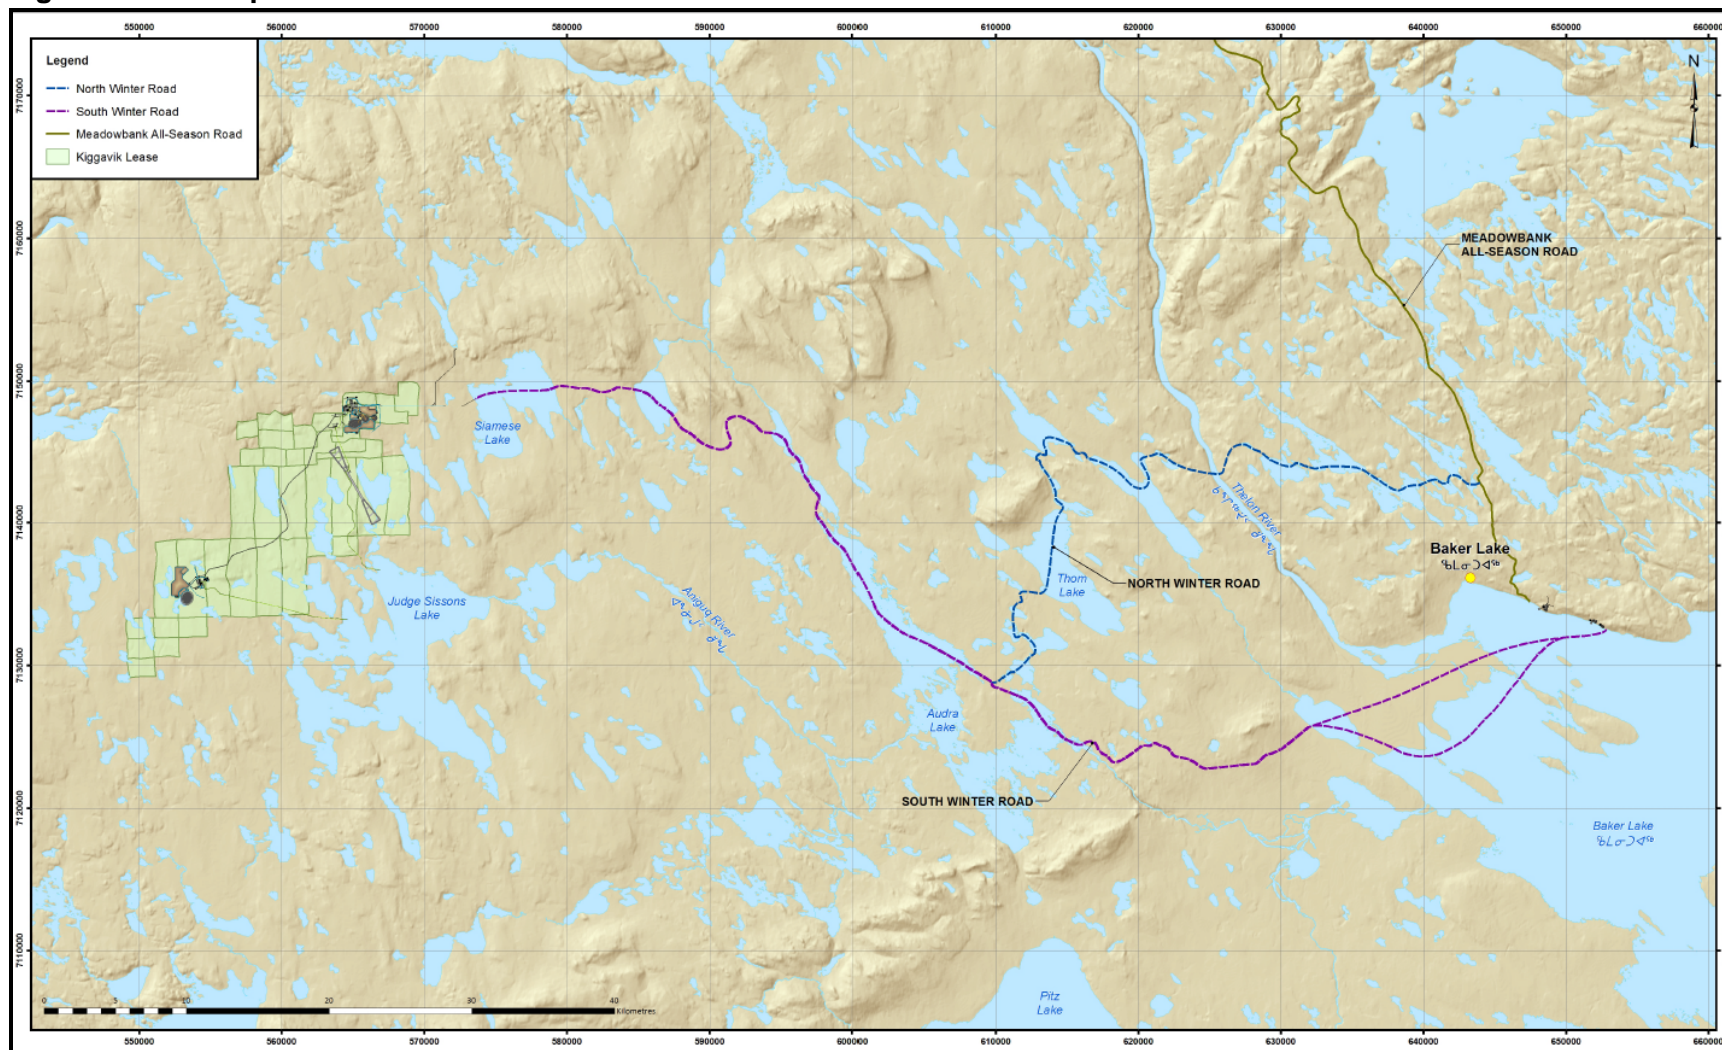 550000 560000 570000 580000 590000 600000 610000 620000 630000 640000 650000 660000
Legend
North Winter Road
South Winter Road
Meadowbank All-Season Road
Kiggavik Lease
N
7170000
7160000
7150000
7140000
7130000
7120000
7110000
MEADOWBANK
ALL-SEASON ROAD
Siamese
Lake
Thelon River
Baker Lake
ᖃᒪᓂᑐᐊᖅ
NORTH WINTER ROAD
Thom
Lake
Judge Sissons
Lake
Aniguq River
Audra
Lake
SOUTH WINTER ROAD
Baker Lake
ᖃᒪᓂᑐᐊᖅ
Pitz
Lake
0 5 10 20 30 40
Kilometres
550000 560000 570000 580000 590000 600000 610000 620000 630000 640000 650000 660000